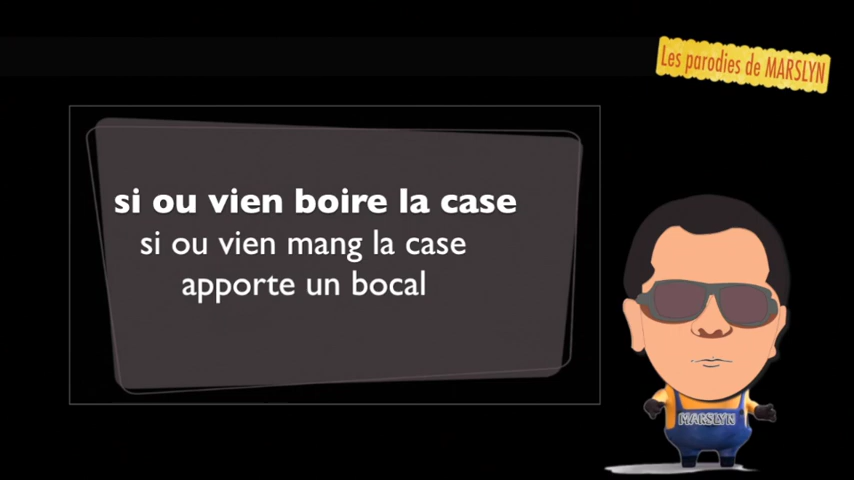 Les parodies de MARSLYN
si ou vien boire la case
si ou vien mang la case
apporte un bocal
MARSLYN